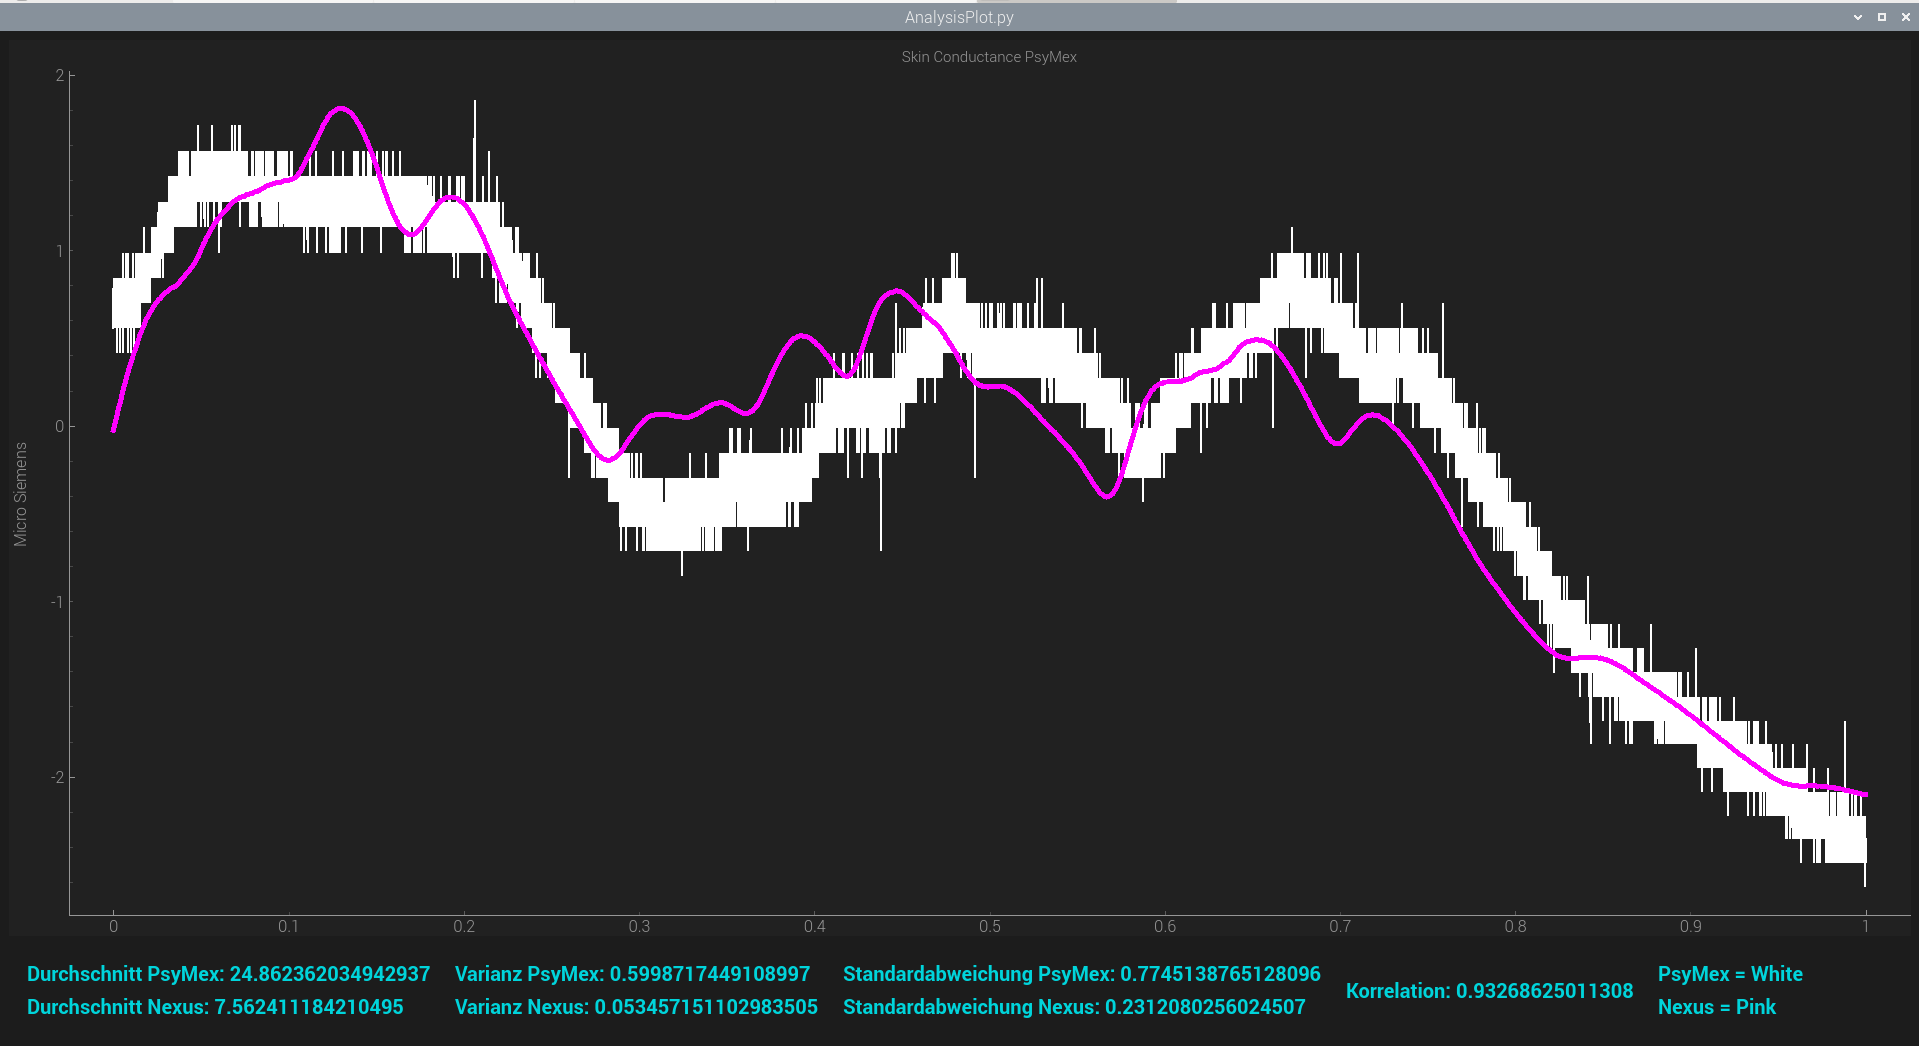 AnalysisPlot.py
Skin Conductance PsyMex
2
1
0
-1
-2
Micro Siemens
0 0.1 0.2 0.3 0.4 0.5 0.6 0.7 0.8 0.9 1
Durchschnitt PsyMex: 24.862362034942937 Varianz PsyMex: 0.5998717449108997 Standardabweichung PsyMex: 0.7745138765128096
Durchschnitt Nexus: 7.562411184210495 Varianz Nexus: 0.053457151102983505 Standardabweichung Nexus: 0.2312080256024507
Korrelation: 0.93268625011308
PsyMex = White
Nexus = Pink